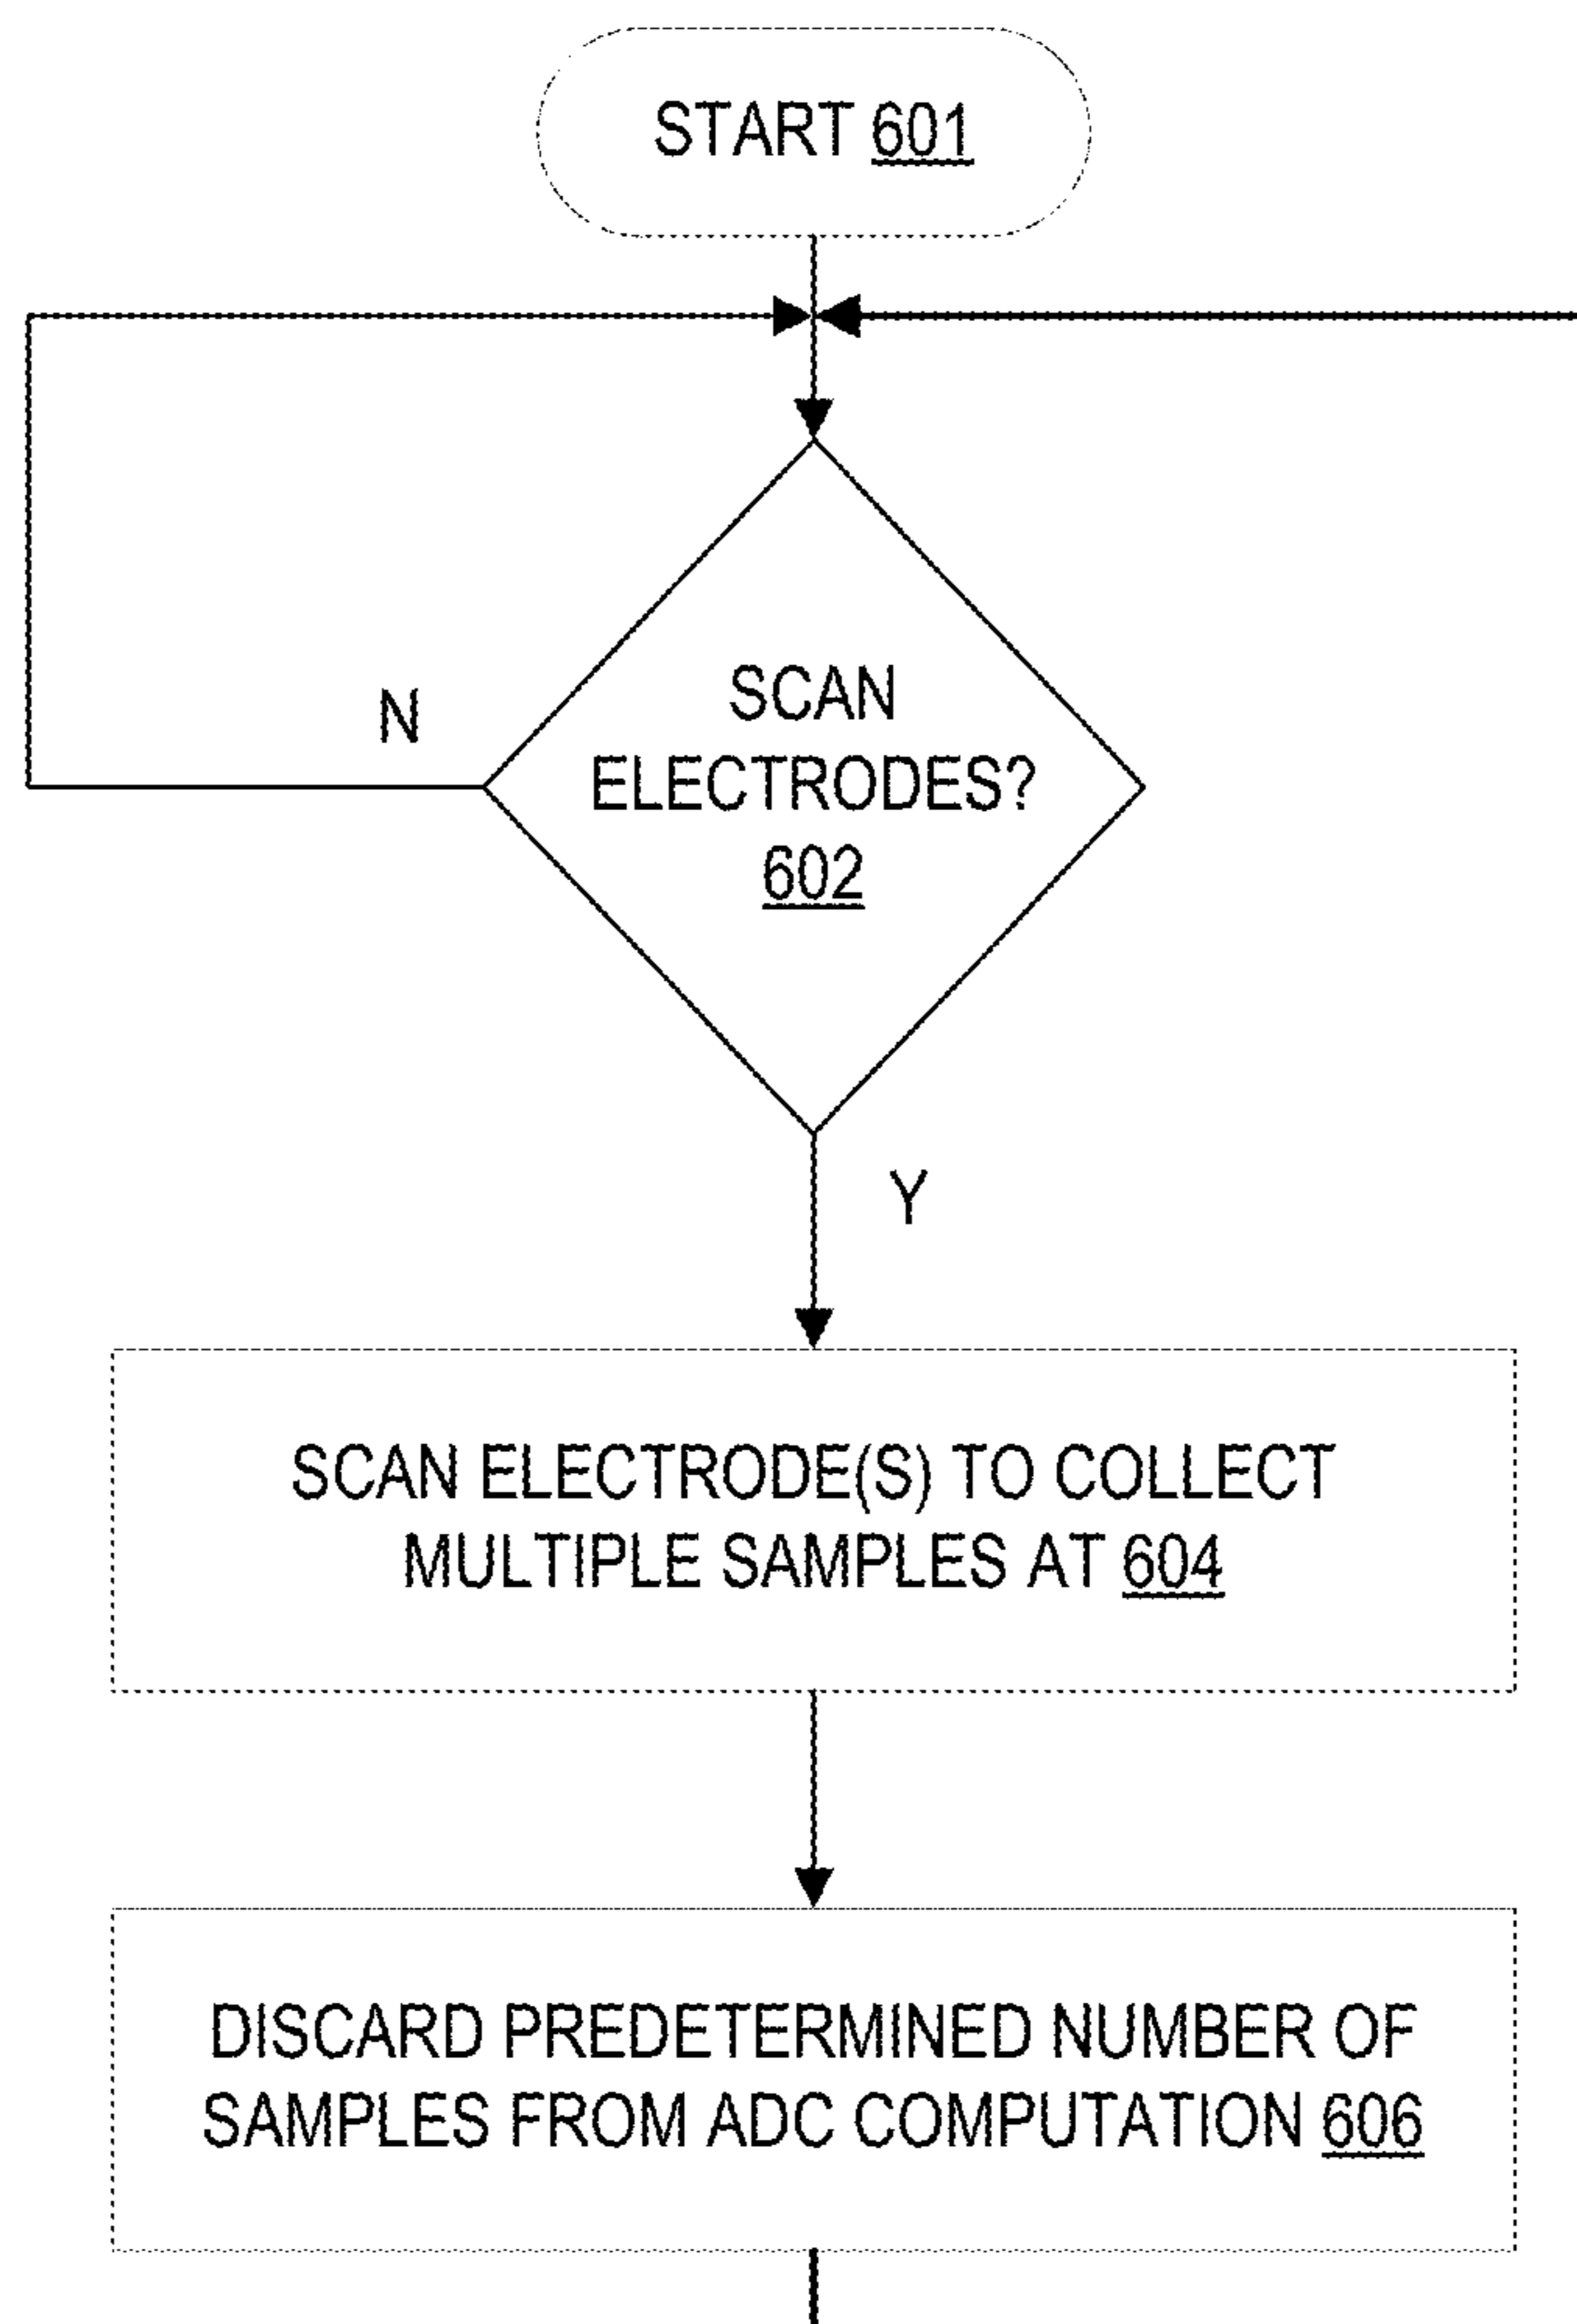 START 601
N
SCAN
ELECTRODES?
602
Y
SCAN ELECTRODE(S) TO COLLECT
MULTIPLE SAMPLES AT 604
DISCARD PREDETERMINED NUMBER OF
SAMPLES FROM ADC COMPUTATION 606